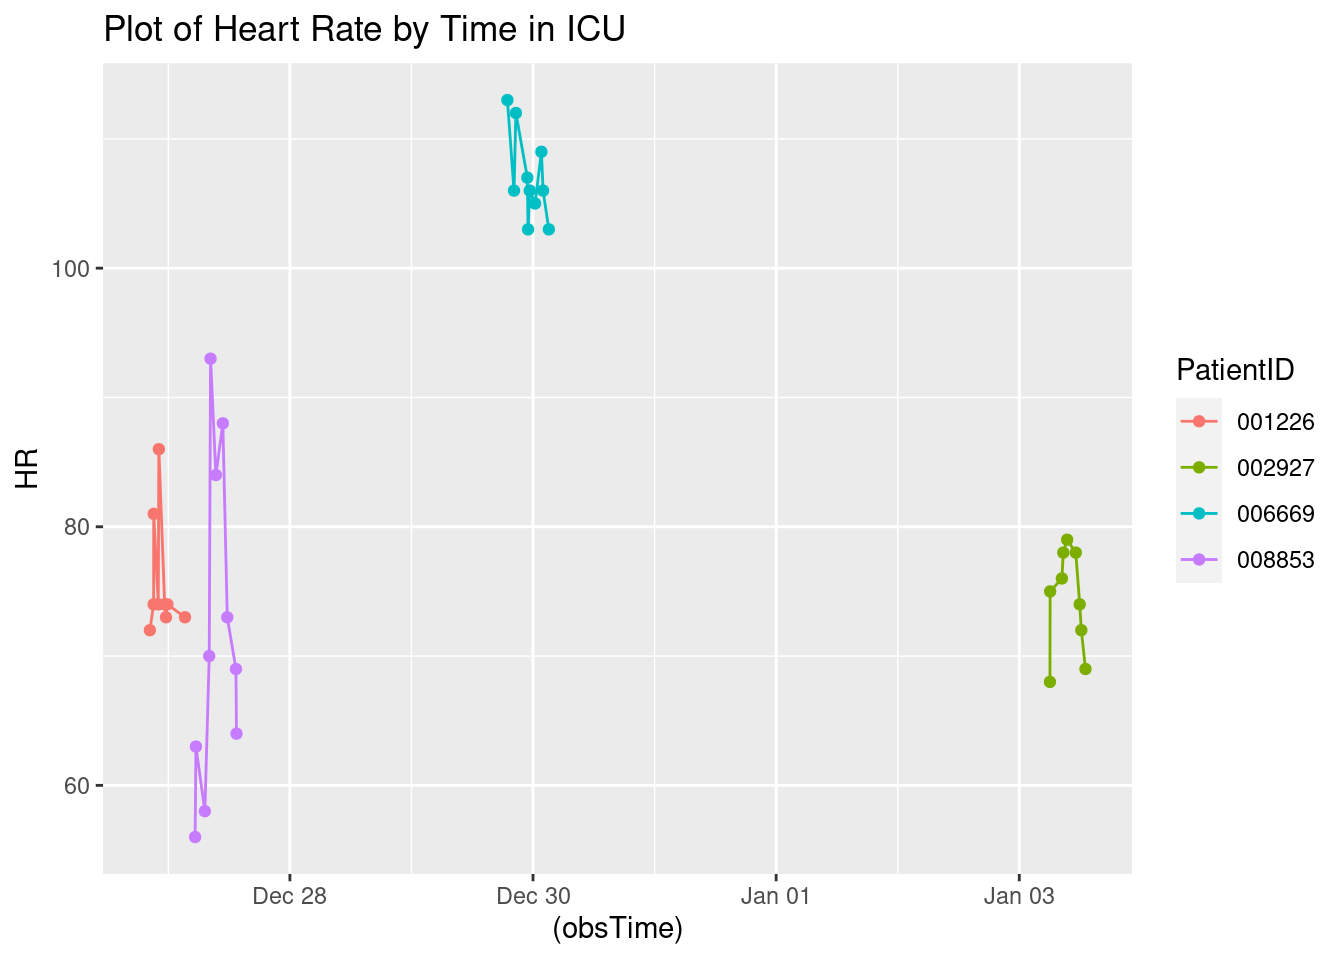 Plot of Heart Rate by Time in ICU
HR
100
80
60
Dec 28
Dec 30
Jan 01
Jan 03
(obsTime)
PatientID
001226
002927
006669
008853